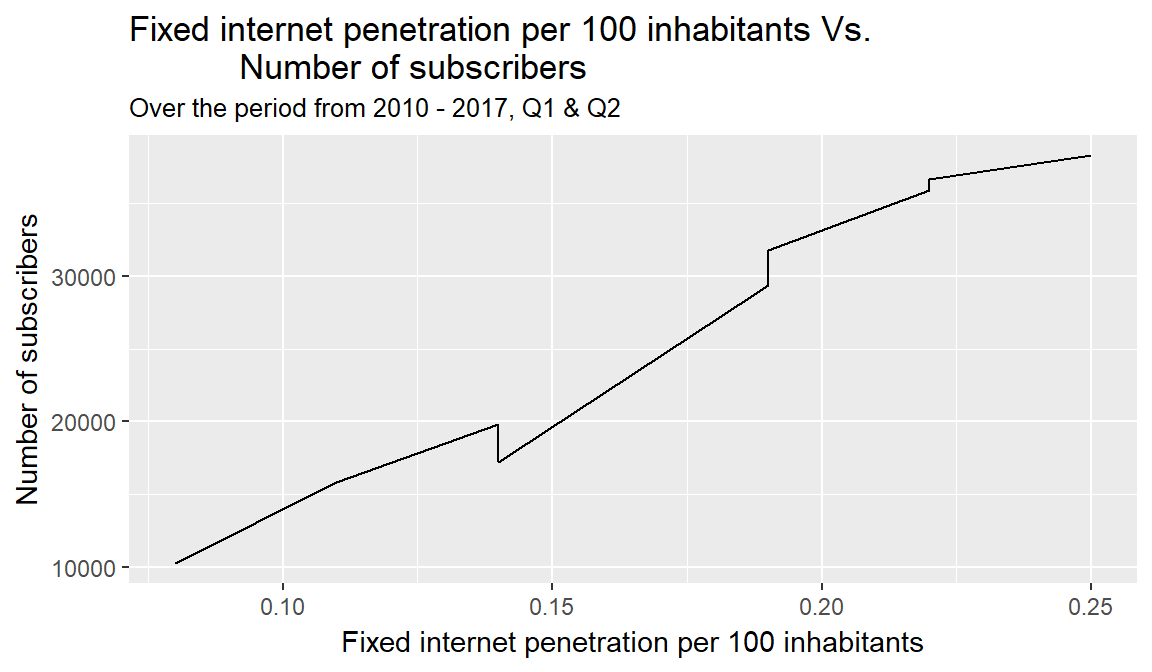 Fixed internet penetration per 100 inhabitants Vs.
Number of subscribers
Over the period from 2010 - 2017, Q1 & Q2
Number of subscribers
30000
20000
10000
0.10
0.15
0.20
0.25
Fixed internet penetration per 100 inhabitants